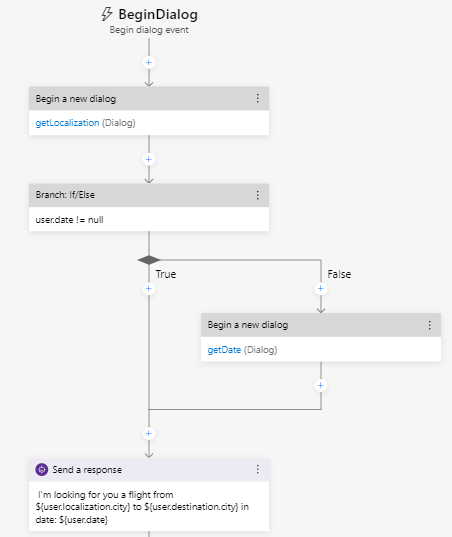 BeginDialog
Begin dialog event
Begin a new dialog
getLocalization (Dialog)
Branch: If/Else
user.date != null
True
False
Begin a new dialog
getDate (Dialog)
Send a response
I'm looking for you a flight from
${user.localization.city} to ${user.destination.city} in
date: ${user.date}